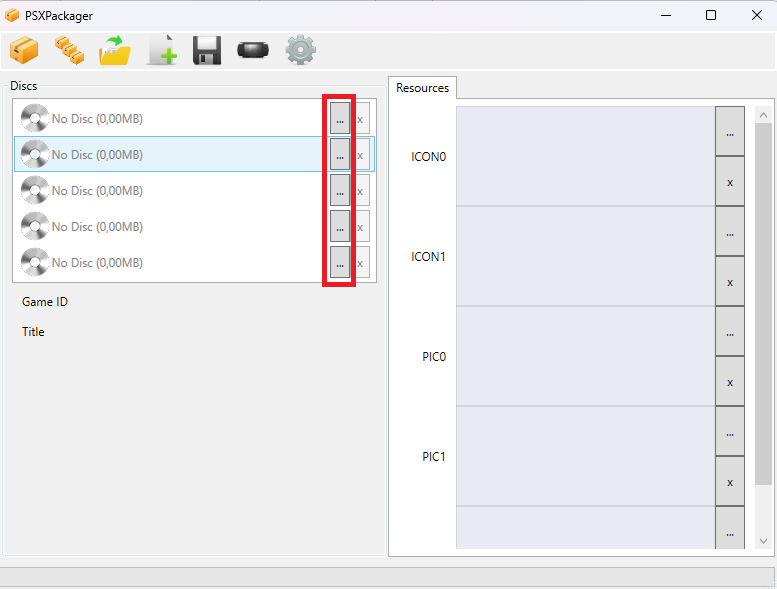 PSXPackager
Discs
No Disc (0,00MB) ... x
No Disc (0,00MB) ... x
No Disc (0,00MB) ... x
No Disc (0,00MB) ... x
No Disc (0,00MB) ... x
Game ID
Title
Resources
ICON0
...
x
ICON1
...
x
PIC0
...
x
PIC1
...
x
...